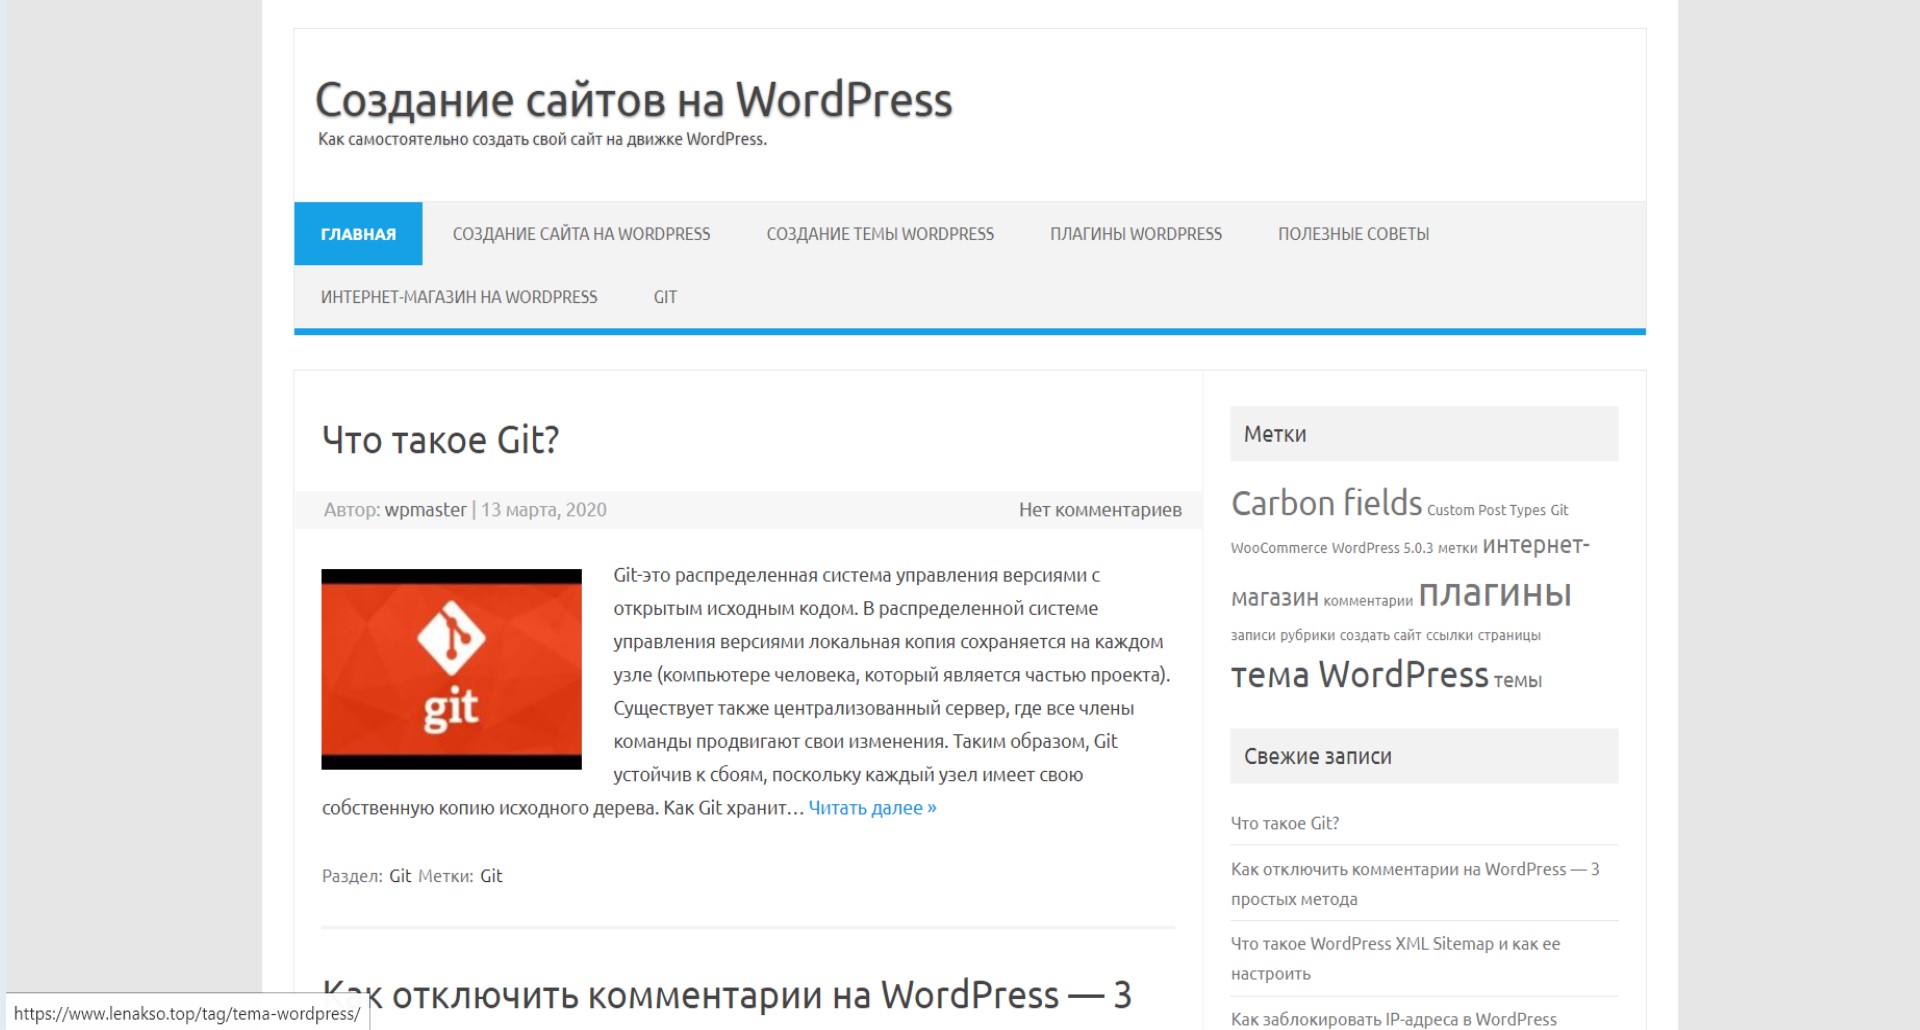 Создание сайтов на WordPress
Как самостоятельно создать свой сайт на движке WordPress.
ГЛАВНАЯ СОЗДАНИЕ САЙТА НА WORDPRESS СОЗДАНИЕ ТЕМЫ WORDPRESS ПЛАГИНЫ WORDPRESS ПОЛЕЗНЫЕ СОВЕТЫ
ИНТЕРНЕТ-МАГАЗИН НА WORDPRESS GIT
Что такое Git?
Автор: wpmaster | 13 марта, 2020 Нет комментариев
git
Git-это распределенная система управления версиями с
открытым исходным кодом. В распределенной системе
управления версиями локальная копия сохраняется на каждом
узле (компьютере человека, который является частью проекта).
Существует также централизованный сервер, где все члены
команды продвигают свои изменения. Таким образом, Git
устойчив к сбоям, поскольку каждый узел имеет свою
собственную копию исходного дерева. Как Git хранит… Читать далее »
Раздел: Git Метки: Git
Как отключить комментарии на WordPress — 3
Метки
Carbon fields Custom Post Types Git
WooCommerce WordPress 5.0.3 метки интернет-
магазин комментарии плагины
записи рубрики создать сайт ссылки страницы
тема WordPress темы
Свежие записи
Что такое Git?
Как отключить комментарии на WordPress — 3
простых метода
Что такое WordPress XML Sitemap и как ее
настроить
Как заблокировать IP-адреса в WordPress
https://www.lenakso.top/tag/tema-wordpress/